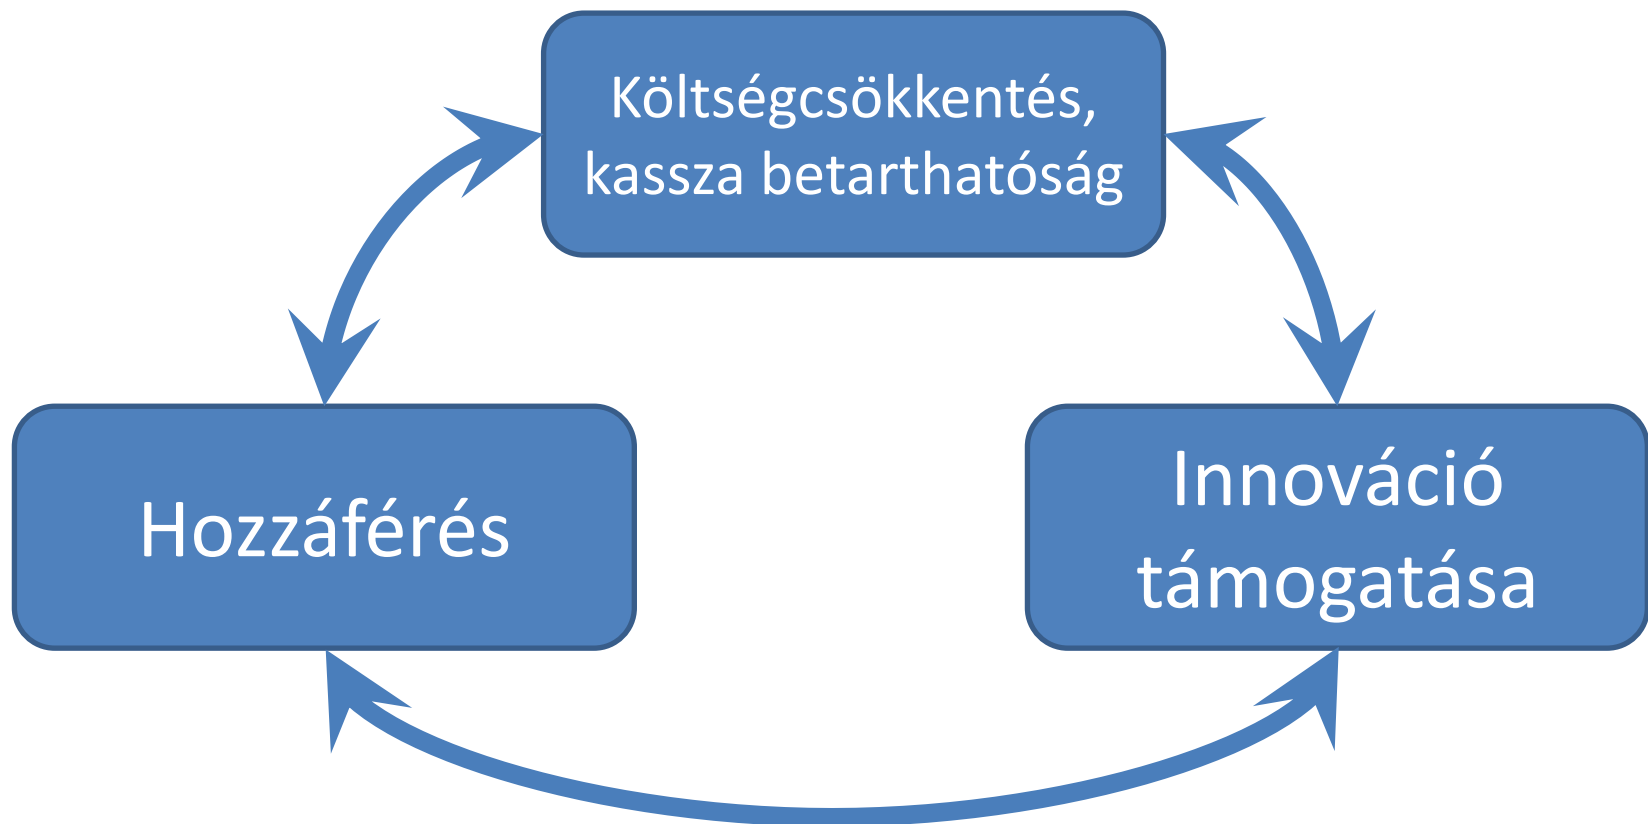 Költségcsökkentés,
kassza betarthatóság
Hozzáférés
Innováció
támogatása